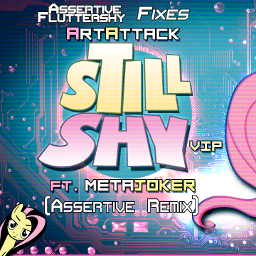 Assertive
Fluttershy Fixes
ArtAttack
STILL
SHY
VIP
ft. METAJOKER
(Assertive Remix)